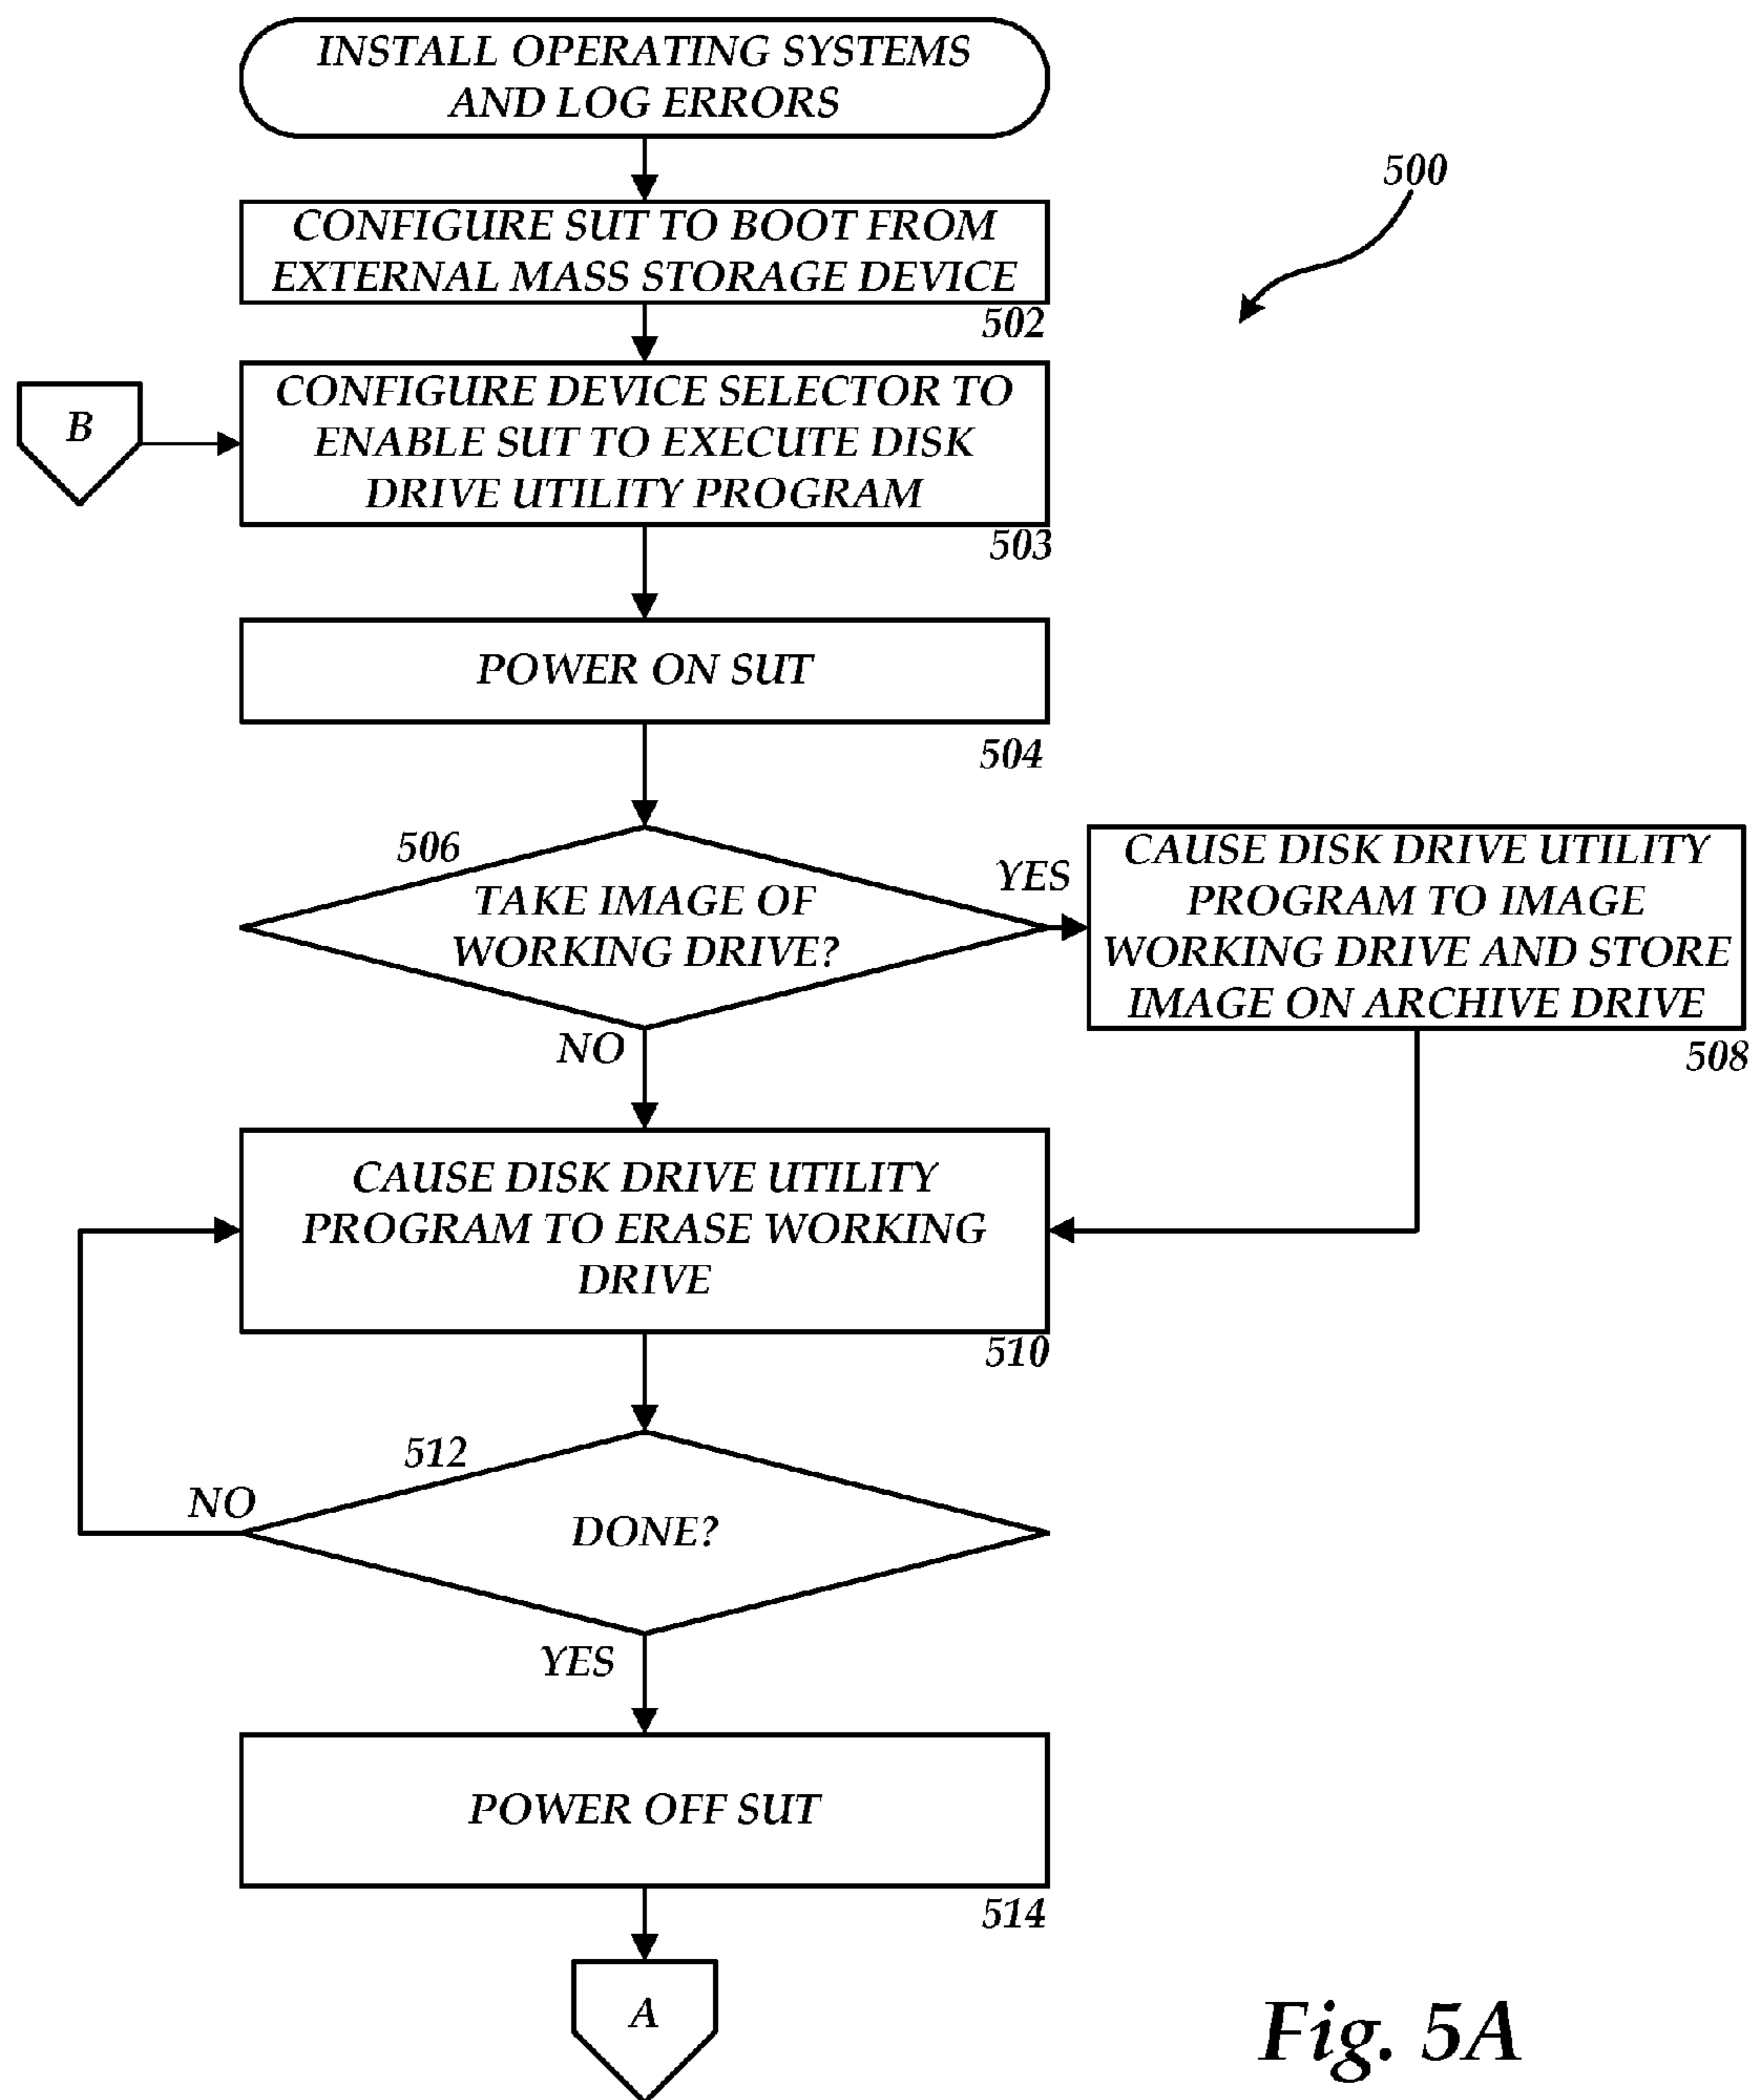 INSTALL OPERATING SYSTEMS
AND LOG ERRORS
500
CONFIGURE SUT TO BOOT FROM
EXTERNAL MASS STORAGE DEVICE
502
B
CONFIGURE DEVICE SELECTOR TO
ENABLE SUT TO EXECUTE DISK
DRIVE UTILITY PROGRAM
503
POWER ON SUT
504
506
TAKE IMAGE OF
WORKING DRIVE?
YES
CAUSE DISK DRIVE UTILITY
PROGRAM TO IMAGE
WORKING DRIVE AND STORE
IMAGE ON ARCHIVE DRIVE
508
NO
CAUSE DISK DRIVE UTILITY
PROGRAM TO ERASE WORKING
DRIVE
510
512
NO
DONE?
YES
POWER OFF SUT
514
A
Fig. 5A